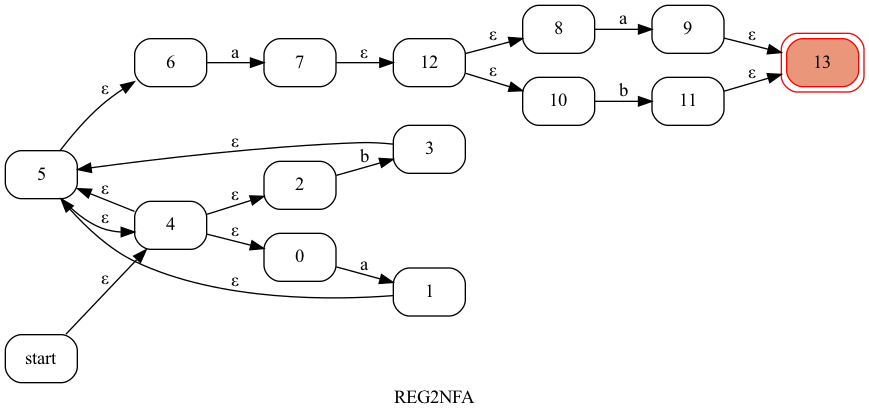 8 a 9
ε ε
6 a 7 ε 12 13
ε ε
ε 10 b 11
ε 3
b
5 ε 2
ε ε
ε 4
ε 0
a
ε ε 1
start
REG2NFA